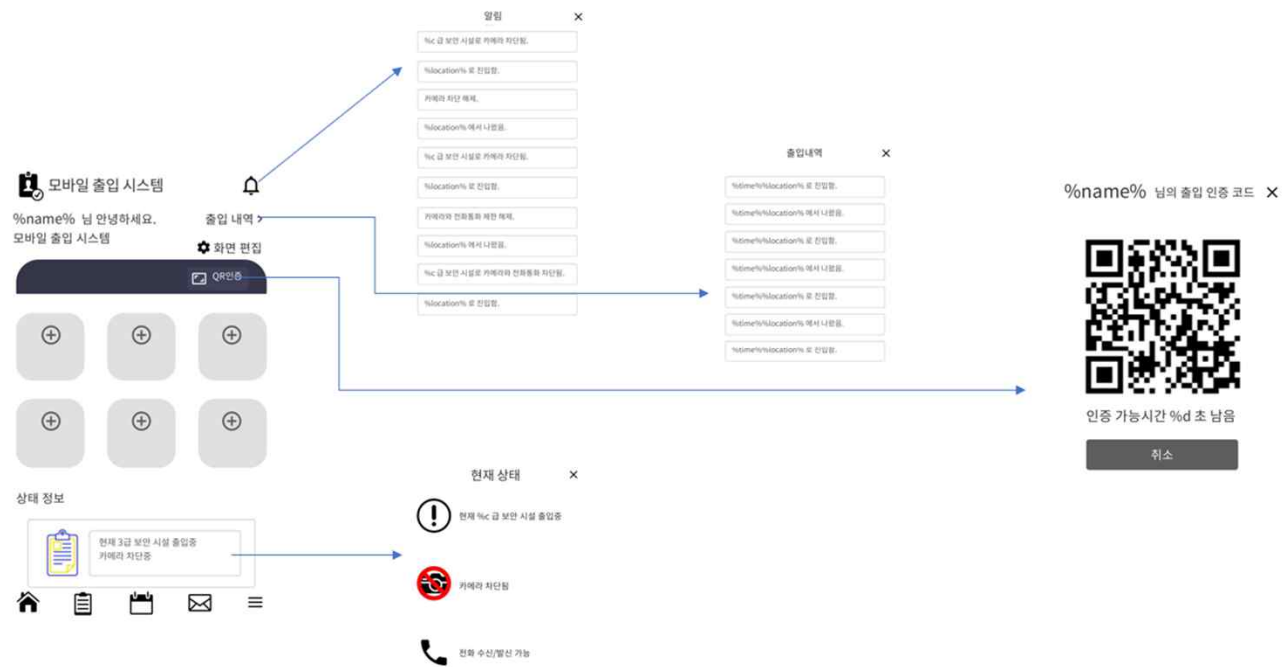 모바일 출입 시스템
%name% 님 안녕하세요.
출입 내역 >
모바일 출입 시스템
화면 편집
QR인증
상태 정보
현재 3급 보안 시설 출입중
카메라 차단중
알림 ×
%c 급 보안 시설로 카메라 차단됨.
%location% 로 진입함.
카메라 차단 해제.
%location% 에서 나왔음.
%c 급 보안 시설로 카메라 차단됨.
%location% 로 진입함.
카메라와 전화통화 제한 해제.
%location% 에서 나왔음.
%c 급 보안 시설로 카메라와 전화통화 차단됨.
%location% 로 진입함.
출입내역 ×
%time%%location% 로 진입함.
%time%%location% 에서 나왔음.
%time%%location% 로 진입함.
%time%%location% 에서 나왔음.
%time%%location% 로 진입함.
%time%%location% 에서 나왔음.
%time%%location% 로 진입함.
%name% 님의 출입 인증 코드 ×
인증 가능시간 %d 초 남음
취소
현재 상태 ×
현재 %c 급 보안 시설 출입중
카메라 차단됨
전화 수신/발신 가능